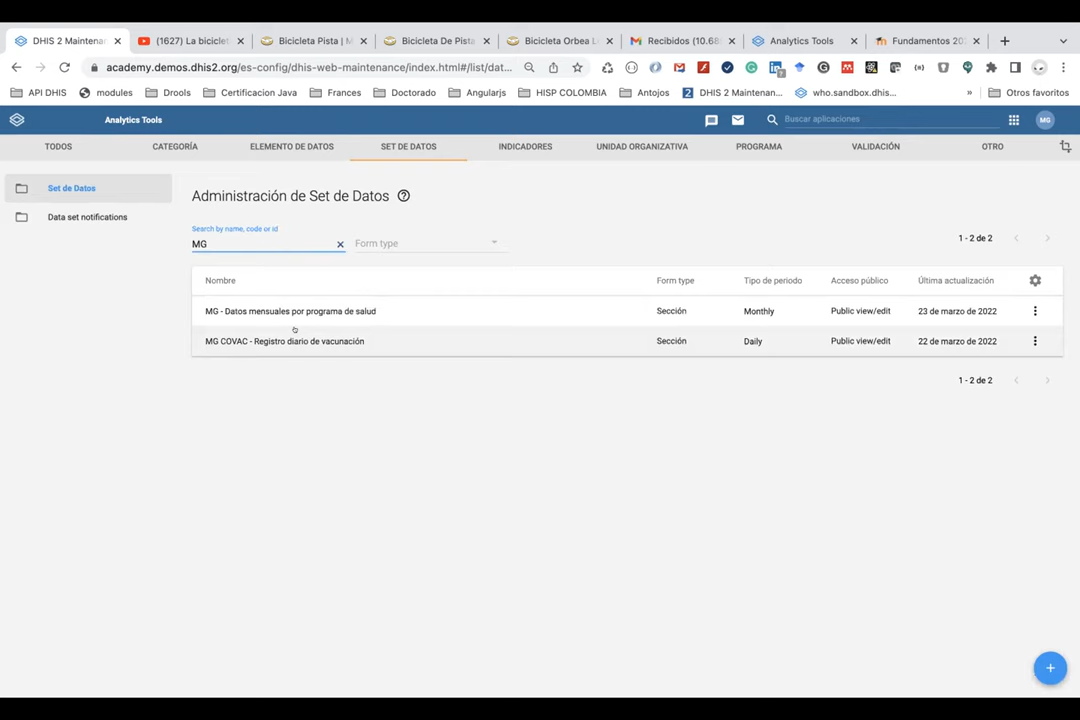 DHIS 2 Maintenan
(1627) La biciclet
Bicicleta Pista | M
Bicicleta De Pista
Bicicleta Orbea L
Recibidos (10.68
Analytics Tools
Fundamentos 202
academy.demos.dhis2.org/es-config/dhis-web-maintenance/index.html#/list/dat...
API DHIS
modules
Drools
Certificacion Java
Frances
Doctorado
Angularjs
HISP COLOMBIA
Antojos
DHIS 2 Maintenan...
who.sandbox.dhis...
»
Otros favoritos
Analytics Tools
Buscar aplicaciones
MG
TODOS
CATEGORÍA
ELEMENTO DE DATOS
SET DE DATOS
INDICADORES
UNIDAD ORGANIZATIVA
PROGRAMA
VALIDACIÓN
OTRO
Set de Datos
Data set notifications
Administración de Set de Datos
Search by name, code or id
MG
Form type
1 - 2 de 2
Nombre Form type Tipo de periodo Acceso público Última actualización
MG - Datos mensuales por programa de salud Sección Monthly Public view/edit 23 de marzo de 2022
MG COVAC - Registro diario de vacunación Sección Daily Public view/edit 22 de marzo de 2022
1 - 2 de 2